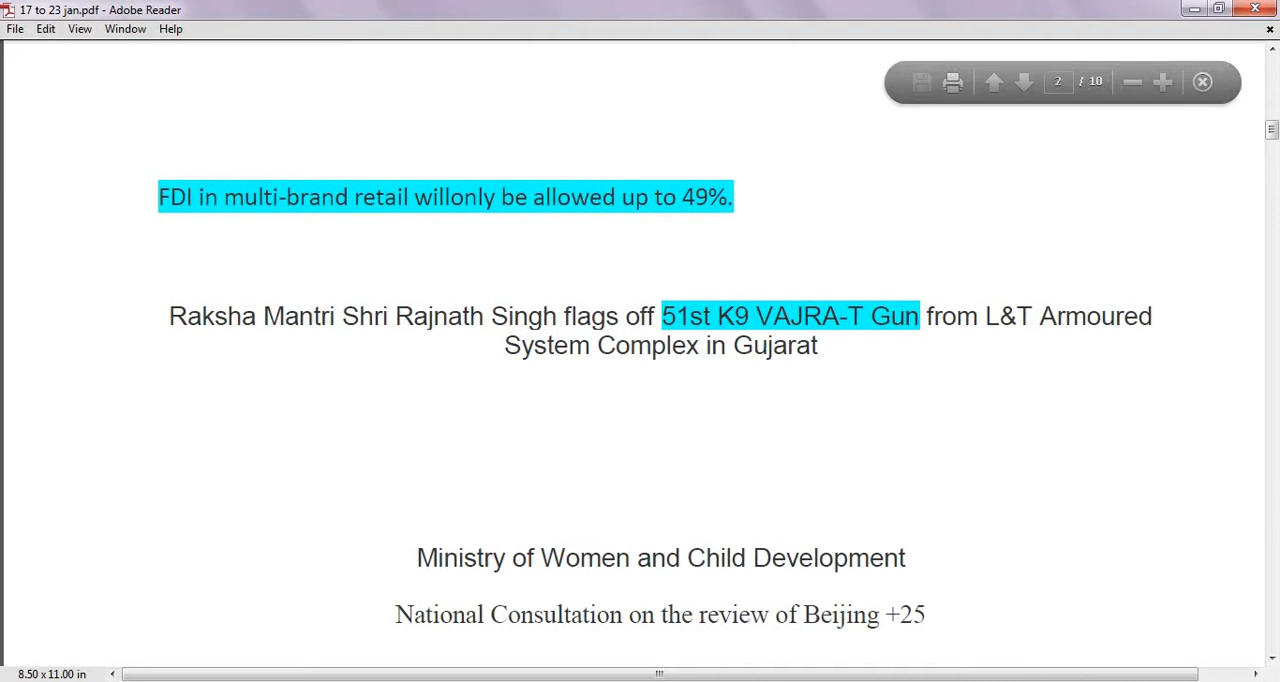 17 to 23 jan.pdf - Adobe Reader
File Edit View Window Help
2 / 10
FDI in multi-brand retail willonly be allowed up to 49%.
Raksha Mantri Shri Rajnath Singh flags off 51st K9 VAJRA-T Gun from L&T Armoured
System Complex in Gujarat
Ministry of Women and Child Development
National Consultation on the review of Beijing +25
8.50 x 11.00 in